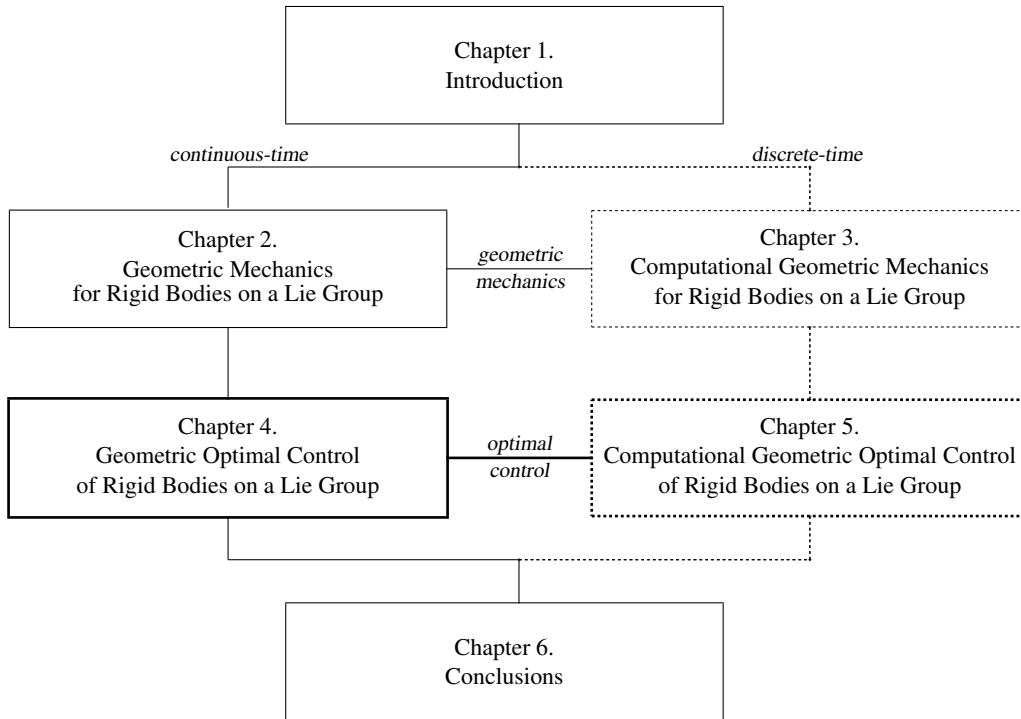 Chapter 1.
Introduction
continuous-time
discrete-time
Chapter 2.
Geometric Mechanics
for Rigid Bodies on a Lie Group
geometric
mechanics
Chapter 3.
Computational Geometric Mechanics
for Rigid Bodies on a Lie Group
Chapter 4.
Geometric Optimal Control
of Rigid Bodies on a Lie Group
optimal
control
Chapter 5.
Computational Geometric Optimal Control
of Rigid Bodies on a Lie Group
Chapter 6.
Conclusions